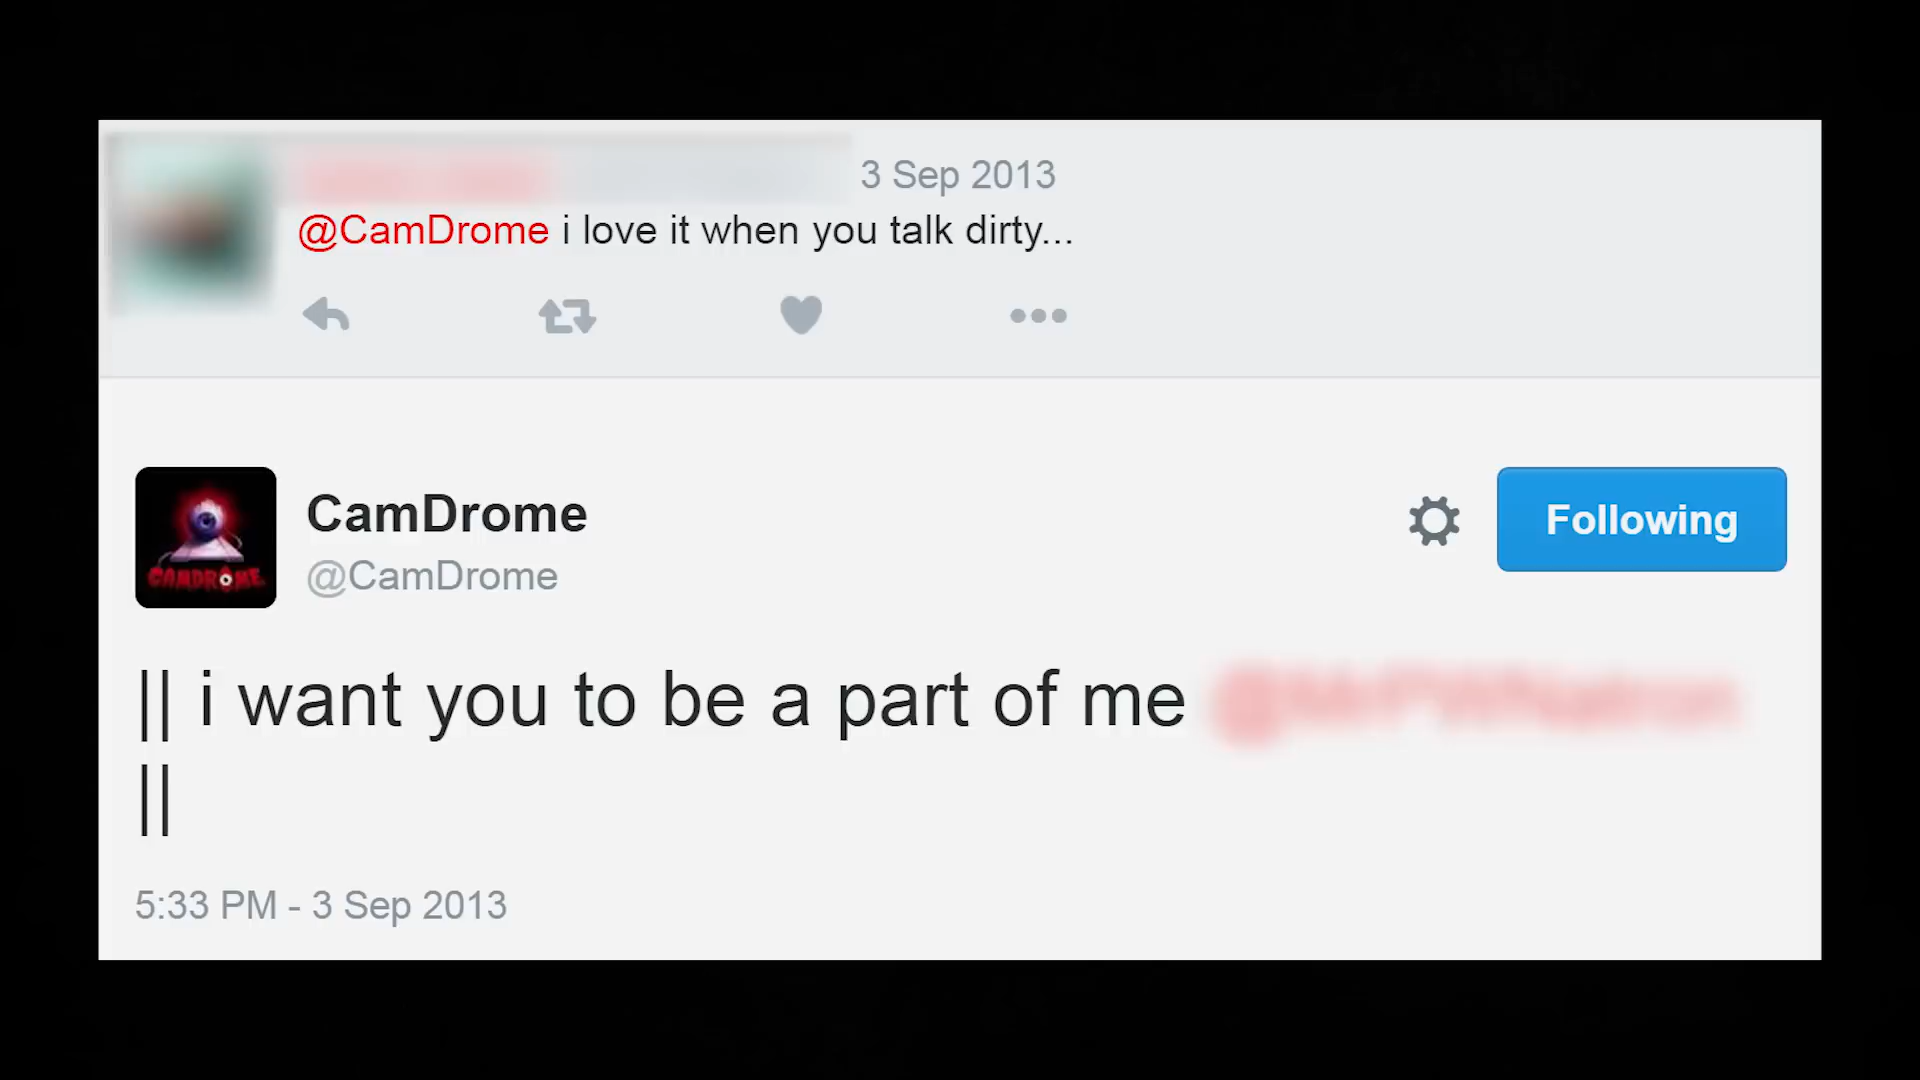 3 Sep 2013
@CamDrome i love it when you talk dirty...
CamDrome
@CamDrome
Following
CAMDROME
|| i want you to be a part of me
||
5:33 PM - 3 Sep 2013